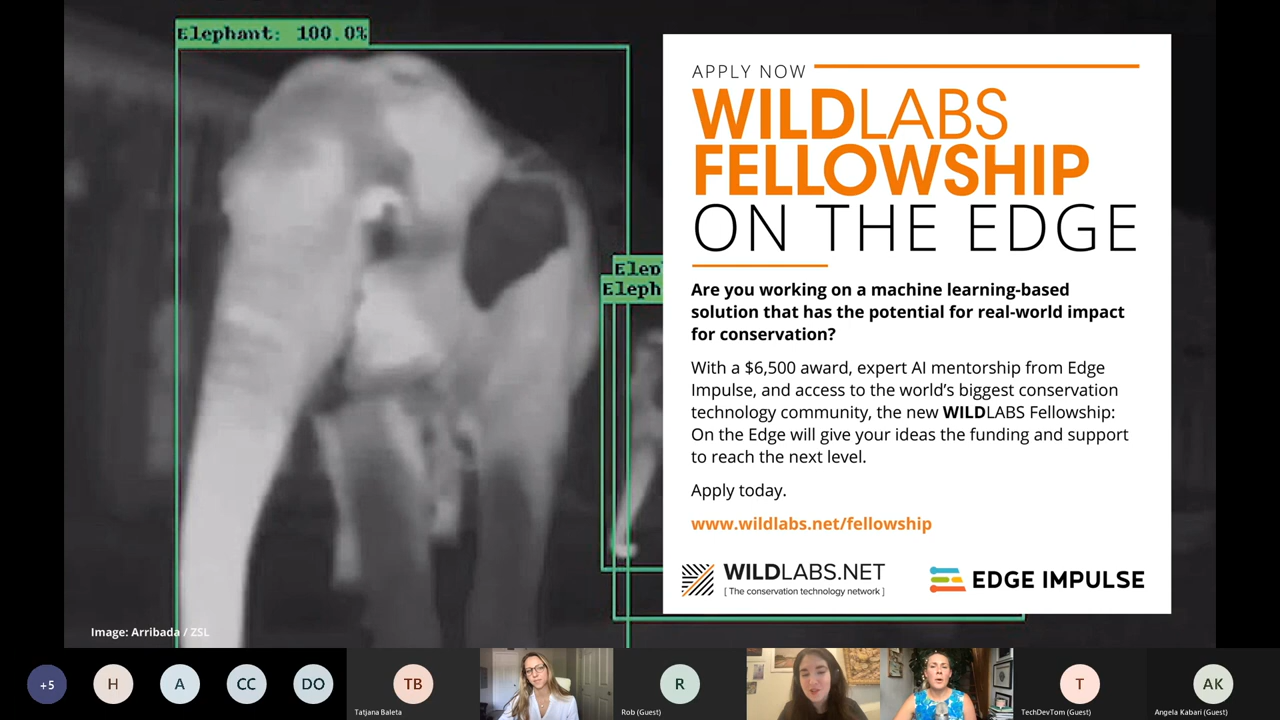 Elephant: 100.0%
Elep
Eleph
APPLY NOW
WILDLABS
FELLOWSHIP
ON THE EDGE
Are you working on a machine learning-based
solution that has the potential for real-world impact
for conservation?
With a $6,500 award, expert AI mentorship from Edge
Impulse, and access to the world’s biggest conservation
technology community, the new WILDLABS Fellowship:
On the Edge will give your ideas the funding and support
to reach the next level.
Apply today.
www.wildlabs.net/fellowship
WILDLABS.NET
[ The conservation technology network ]
EDGE IMPULSE
Image: Arribada / ZSL
+5
H
A
CC
DO
TB
Tatjana Baleta
R
Rob (Guest)
T
TechDevTom (Guest)
AK
Angela Kabari (Guest)